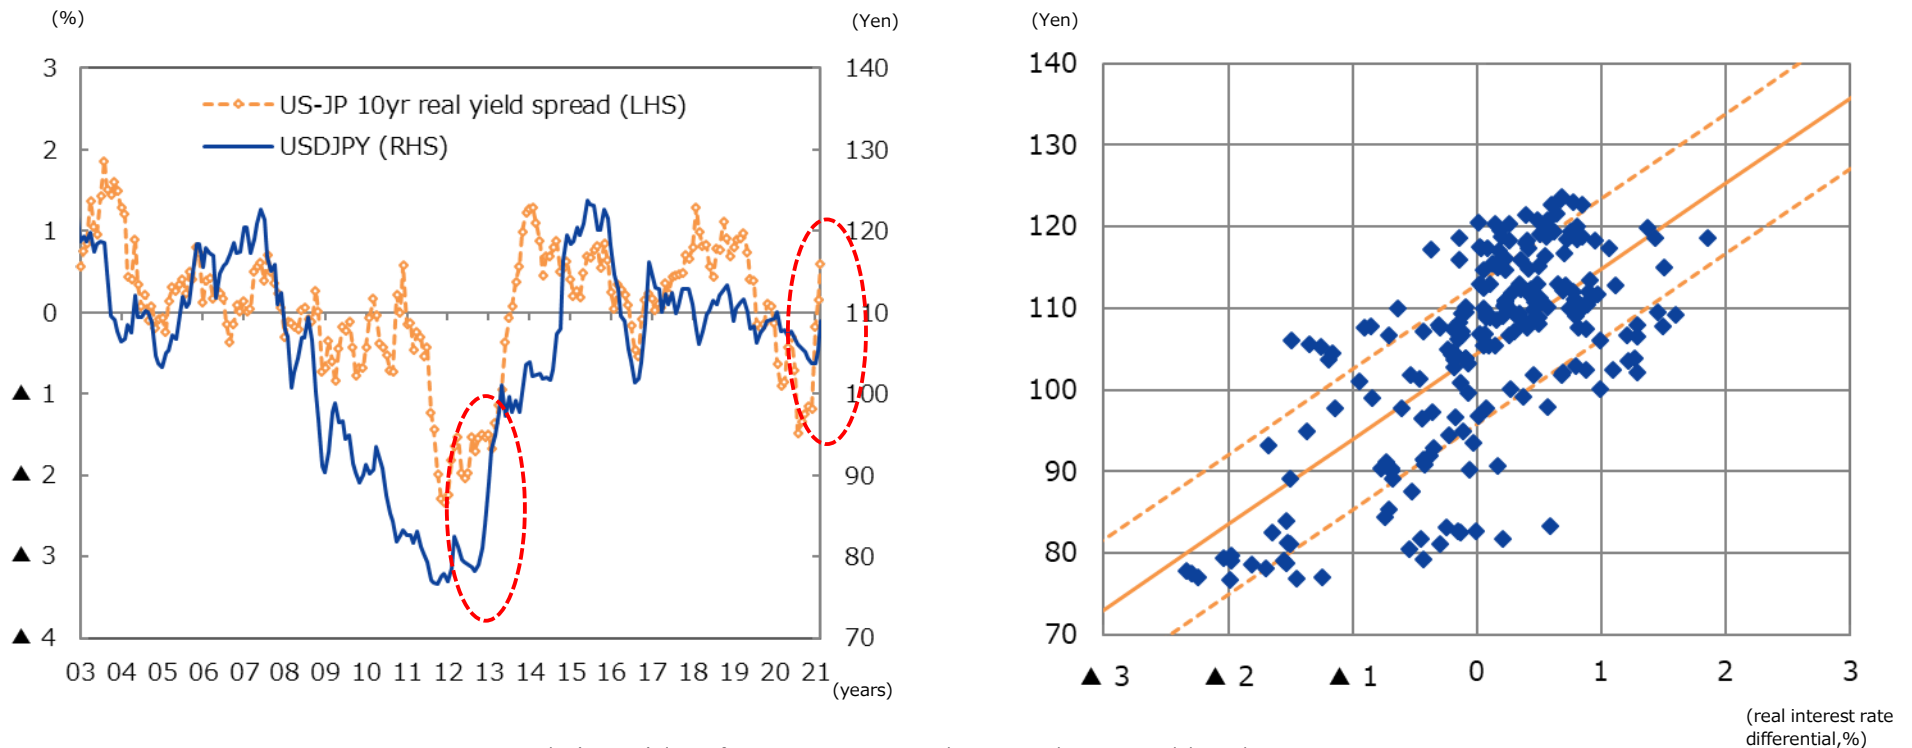 (%)
(Yen)
3
140
US-JP 10yr real yield spread (LHS)
USDJPY (RHS)
2
130
1
120
0
110
▲ 1
100
▲ 2
90
▲ 3
80
▲ 4
70
03 04 05 06 07 08 09 10 11 12 13 14 15 16 17 18 19 20 21
(years)
(Yen)
140
130
120
110
100
90
80
70
▲ 3 ▲ 2 ▲ 1 0 1 2 3
(real interest rate
differential,%)